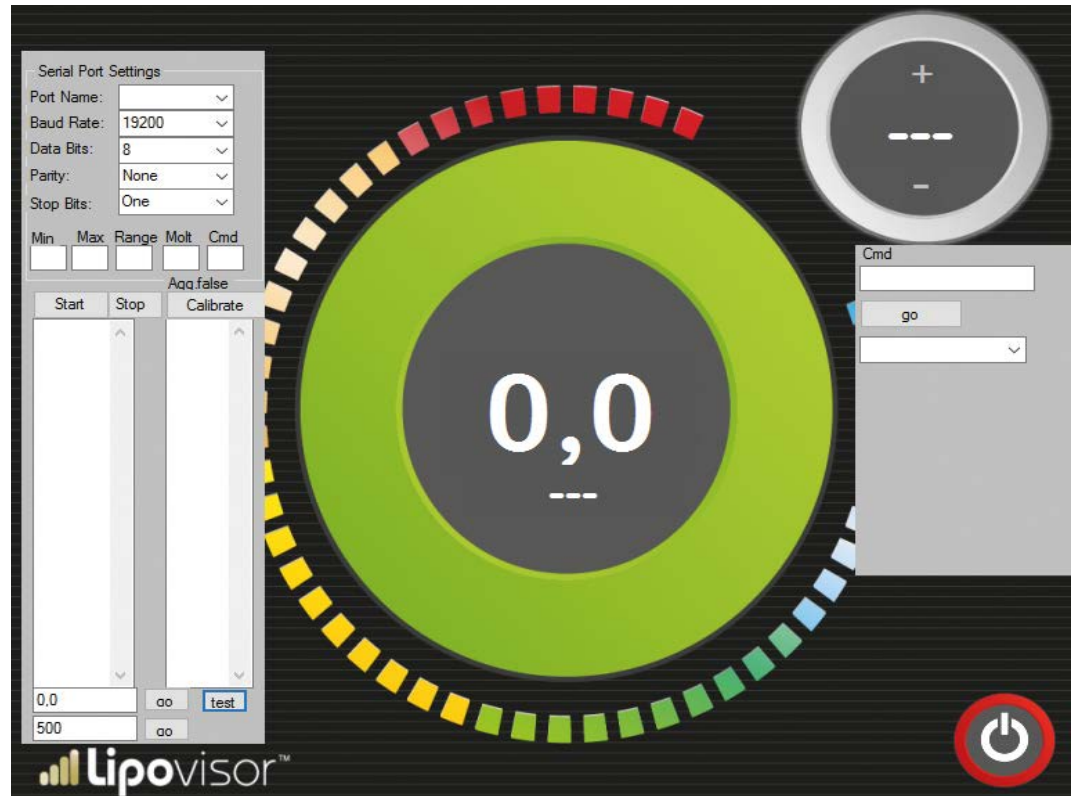 Serial Port Settings
Port Name:
Baud Rate: 19200
Data Bits: 8
Parity: None
Stop Bits: One
Min Max Range Molt Cmd
Agg.false
Start Stop Calibrate
0,0 go test
500 go
+
---
-
Cmd
go
0,0
---
Lipovisor™